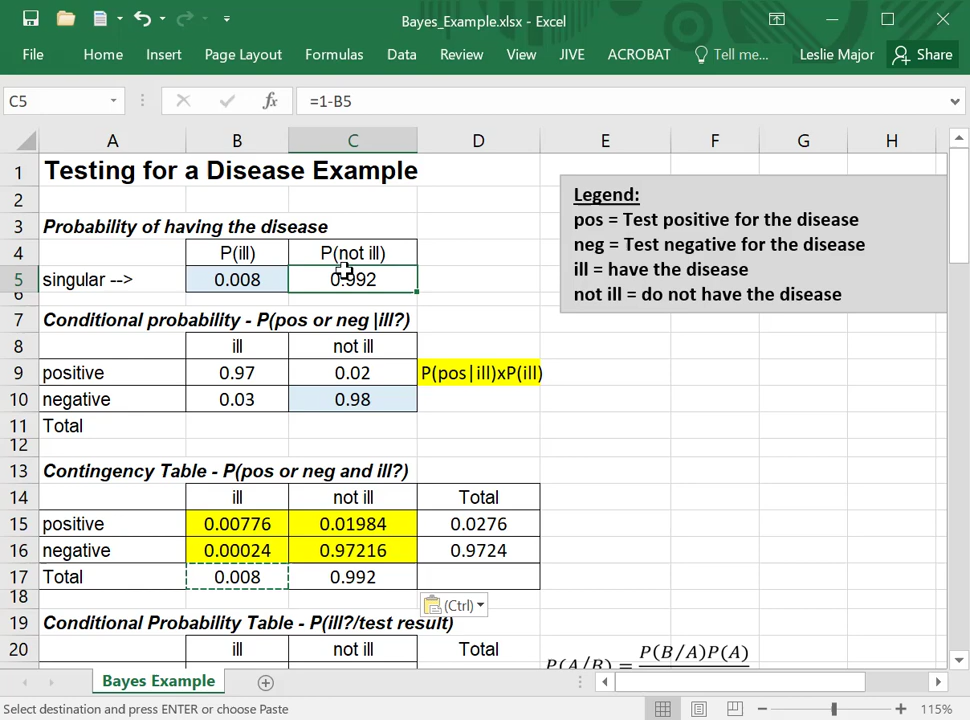 Bayes_Example.xlsx - Excel
File Home Insert Page Layout Formulas Data Review View JIVE ACROBAT Tell me... Leslie Major Share
C5 fx =1-B5
A B C D E F G H
1 Testing for a Disease Example
2
3 Probability of having the disease
4 P(ill) P(not ill)
5 singular --> 0.008 0.992
6
7 Conditional probability - P(pos or neg |ill?)
8 ill not ill
9 positive 0.97 0.02 P(pos|ill)xP(ill)
10 negative 0.03 0.98
11 Total
12
13 Contingency Table - P(pos or neg and ill?)
14 ill not ill Total
15 positive 0.00776 0.01984 0.0276
16 negative 0.00024 0.97216 0.9724
17 Total 0.008 0.992
18
(Ctrl)
19 Conditional Probability Table - P(ill?/test result)
20 ill not ill Total
Legend:
pos = Test positive for the disease
neg = Test negative for the disease
ill = have the disease
not ill = do not have the disease
P(B/A)P(A)
P(A/B) =
Bayes Example
Select destination and press ENTER or choose Paste 115%